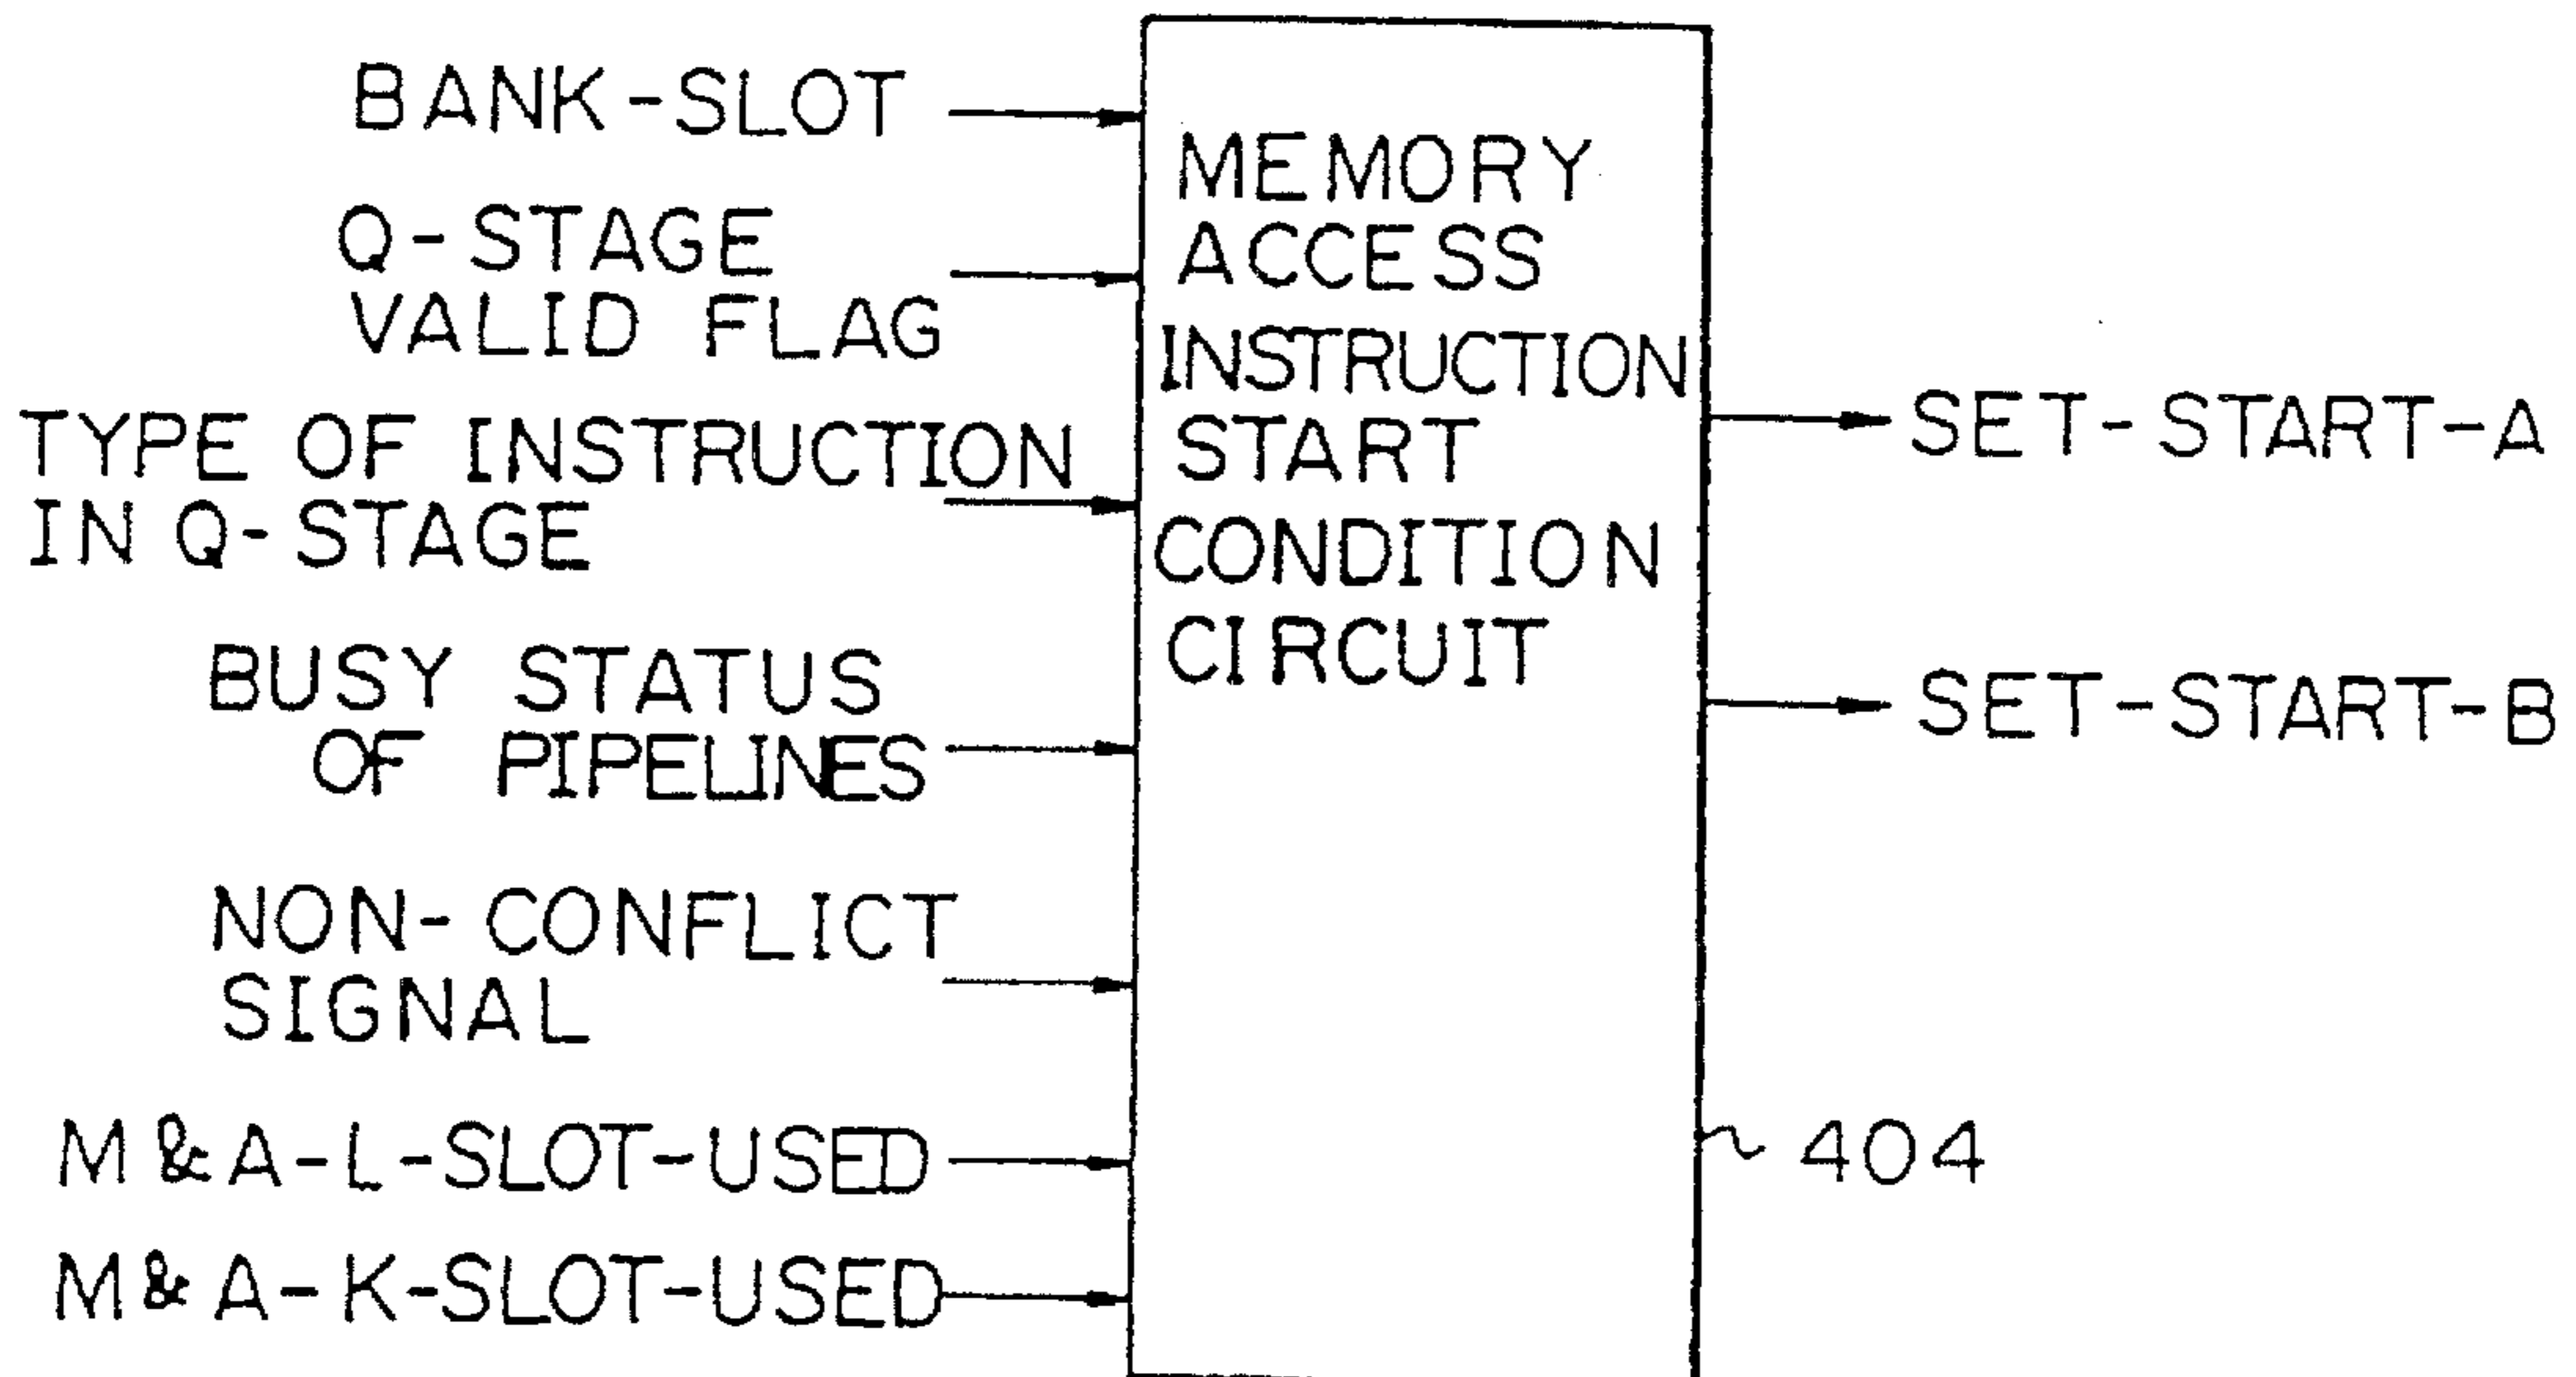 BANK-SLOT
Q-STAGE
VALID FLAG
TYPE OF INSTRUCTION
IN Q-STAGE
BUSY STATUS
OF PIPELINES
NON-CONFLICT
SIGNAL
M&A-L-SLOT-USED
M&A-K-SLOT-USED
MEMORY
ACCESS
INSTRUCTION
START
CONDITION
CIRCUIT
SET-START-A
SET-START-B
404